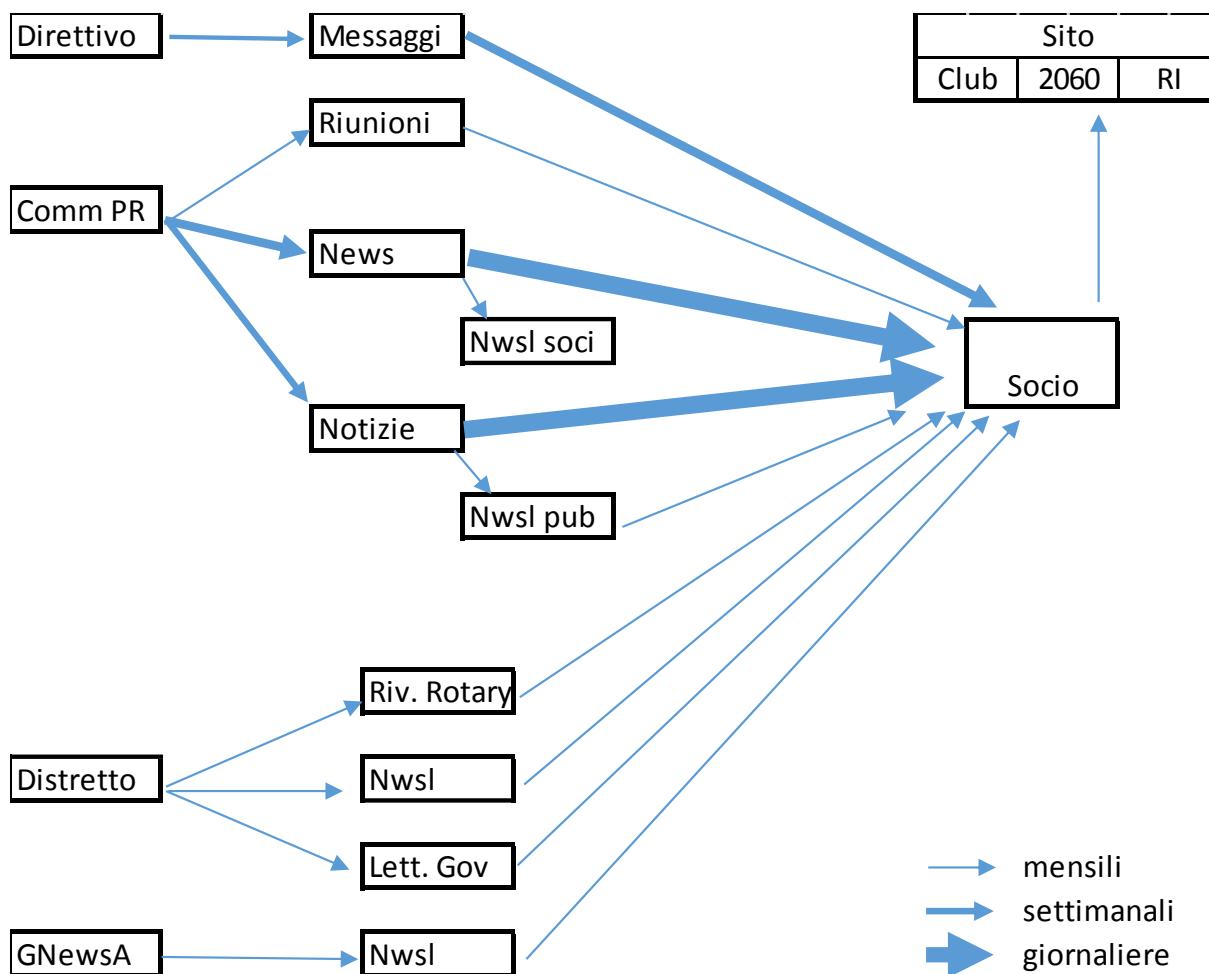 Direttivo
Messaggi
Sito
Club 2060 RI
Riunioni
Comm PR
News
Nwsl soci
Socio
Notizie
Nwsl pub
Riv. Rotary
Distretto
Nwsl
Lett. Gov
GNewsA
Nwsl
mensili
settimanali
giornaliere